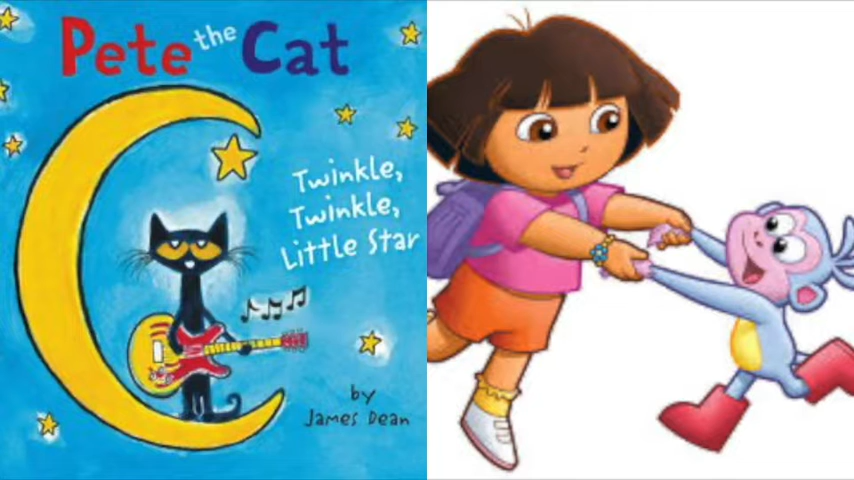 Pete the Cat
Twinkle,
Twinkle,
Little Star
by
James Dean